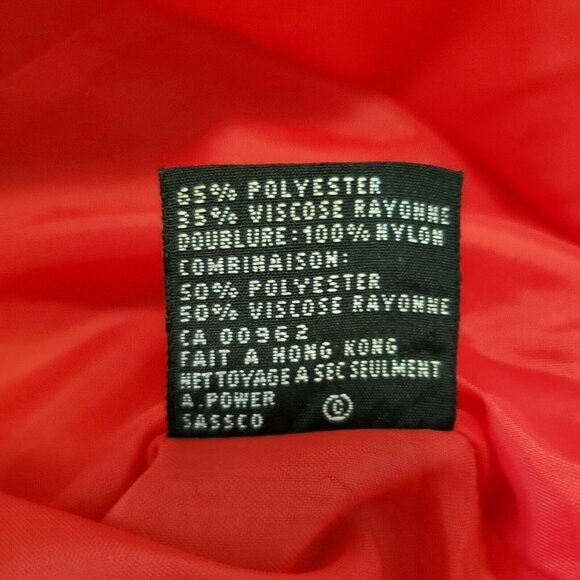 65% POLYESTER
35% VISCOSE RAYONNE
DOUBLURE: 100% NYLON
COMBINAISON:
50% POLYESTER
50% VISCOSE RAYONNE
CA 00962
FAIT A HONG KONG
NETTOYAGE A SEC SEULMENT
A.POWER
SASSCO ©